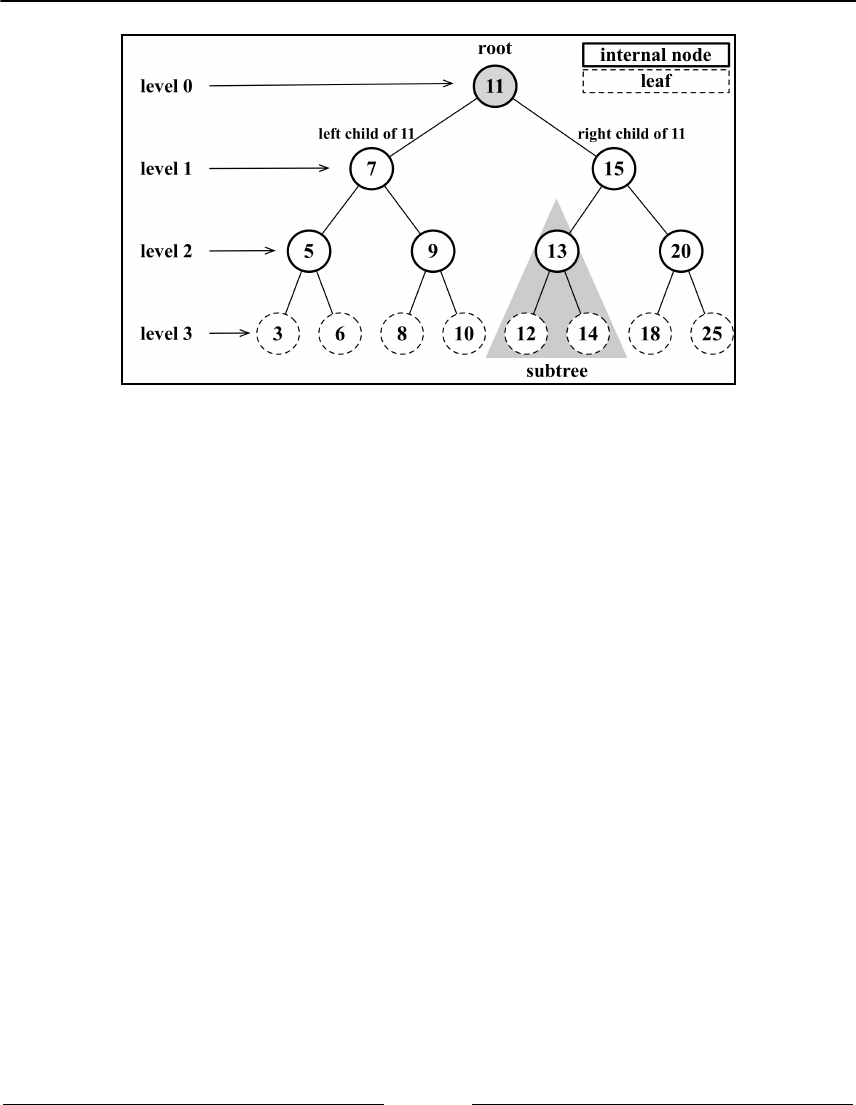 root
internal node
leaf
level 0
11
left child of 11
right child of 11
level 1
7
15
level 2
5
9
13
20
level 3
3
6
8
10
12
14
18
25
subtree